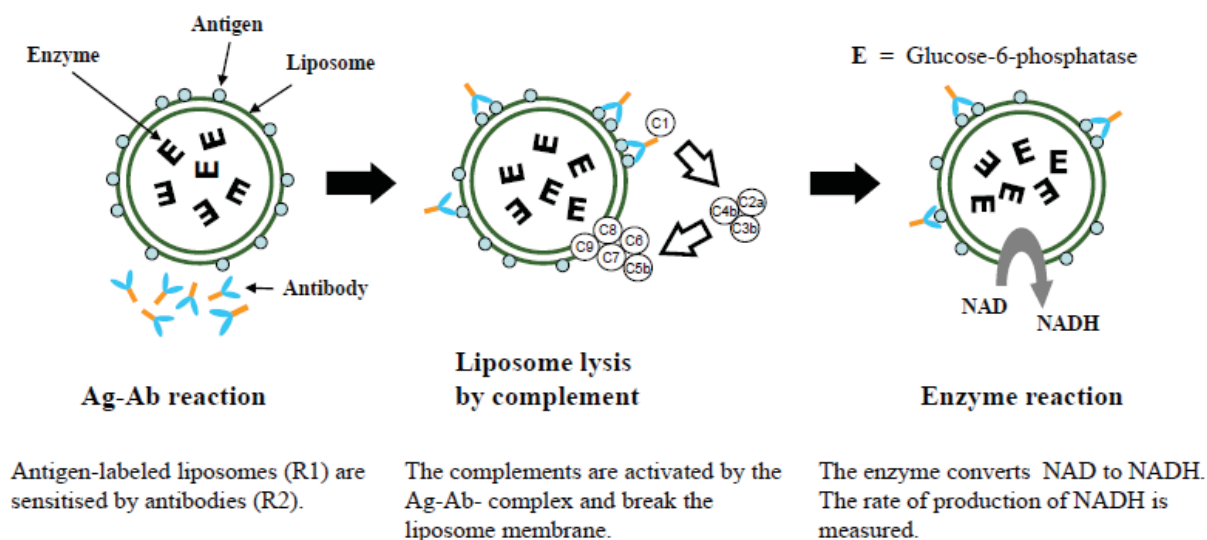 Antigen
Enzyme
Liposome
E E E E E E E
Antibody
Ag-Ab reaction
Antigen-labeled liposomes (R1) are
sensitised by antibodies (R2).
C1
E E E E E E
C4b C2a
C3b
C8
C9 C6
C7
C5b
Liposome lysis
by complement
The complements are activated by the
Ag-Ab- complex and break the
liposome membrane.
E = Glucose-6-phosphatase
E E E E E E
NAD
NADH
Enzyme reaction
The enzyme converts NAD to NADH.
The rate of production of NADH is
measured.